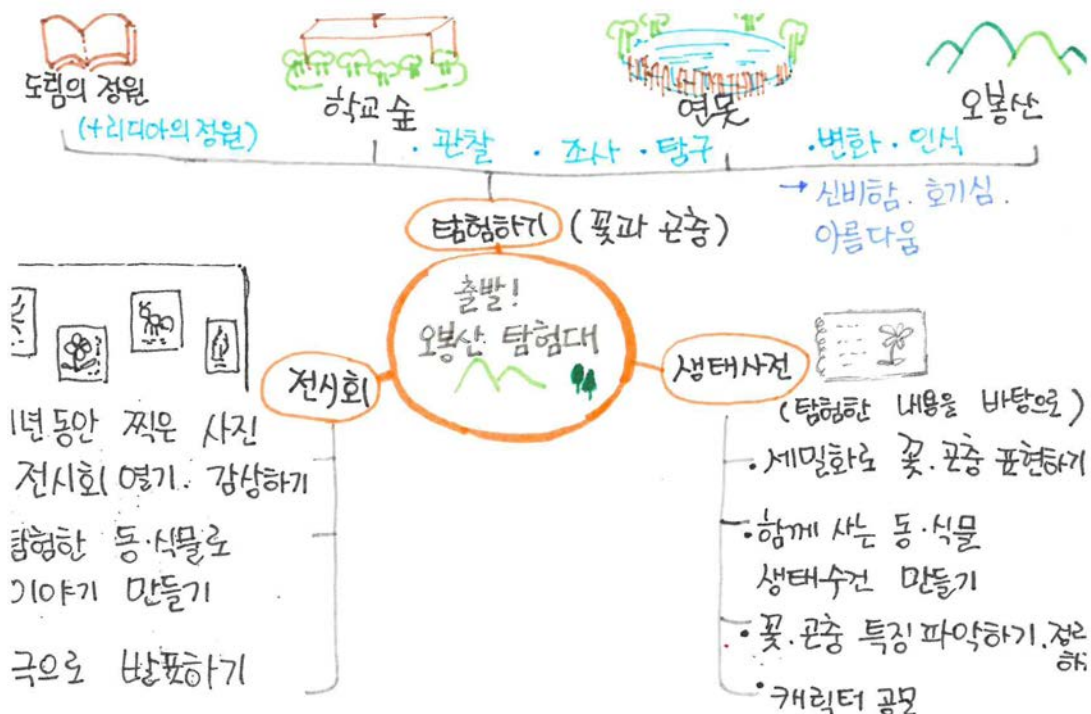 도림의 정원
(+리디아의 정원)
학교 숲
연못
오봉산
· 관찰 · 조사 · 탐구
· 변화 · 인식
→ 신비함. 호기심.
아름다움
탐험하기 (꽃과 곤충)
출발!
오봉산 탐험대
전시회
1년 동안 찍은 사진
전시회 열기. 감상하기
탐험한 동·식물로
이야기 만들기
극으로 발표하기
생태사전
(탐험한 내용을 바탕으로)
· 세밀화로 꽃.곤충 표현하기
· 함께 사는 동·식물
생태수건 만들기
· 꽃.곤충 특징 파악하기.
· 캐릭터 공모